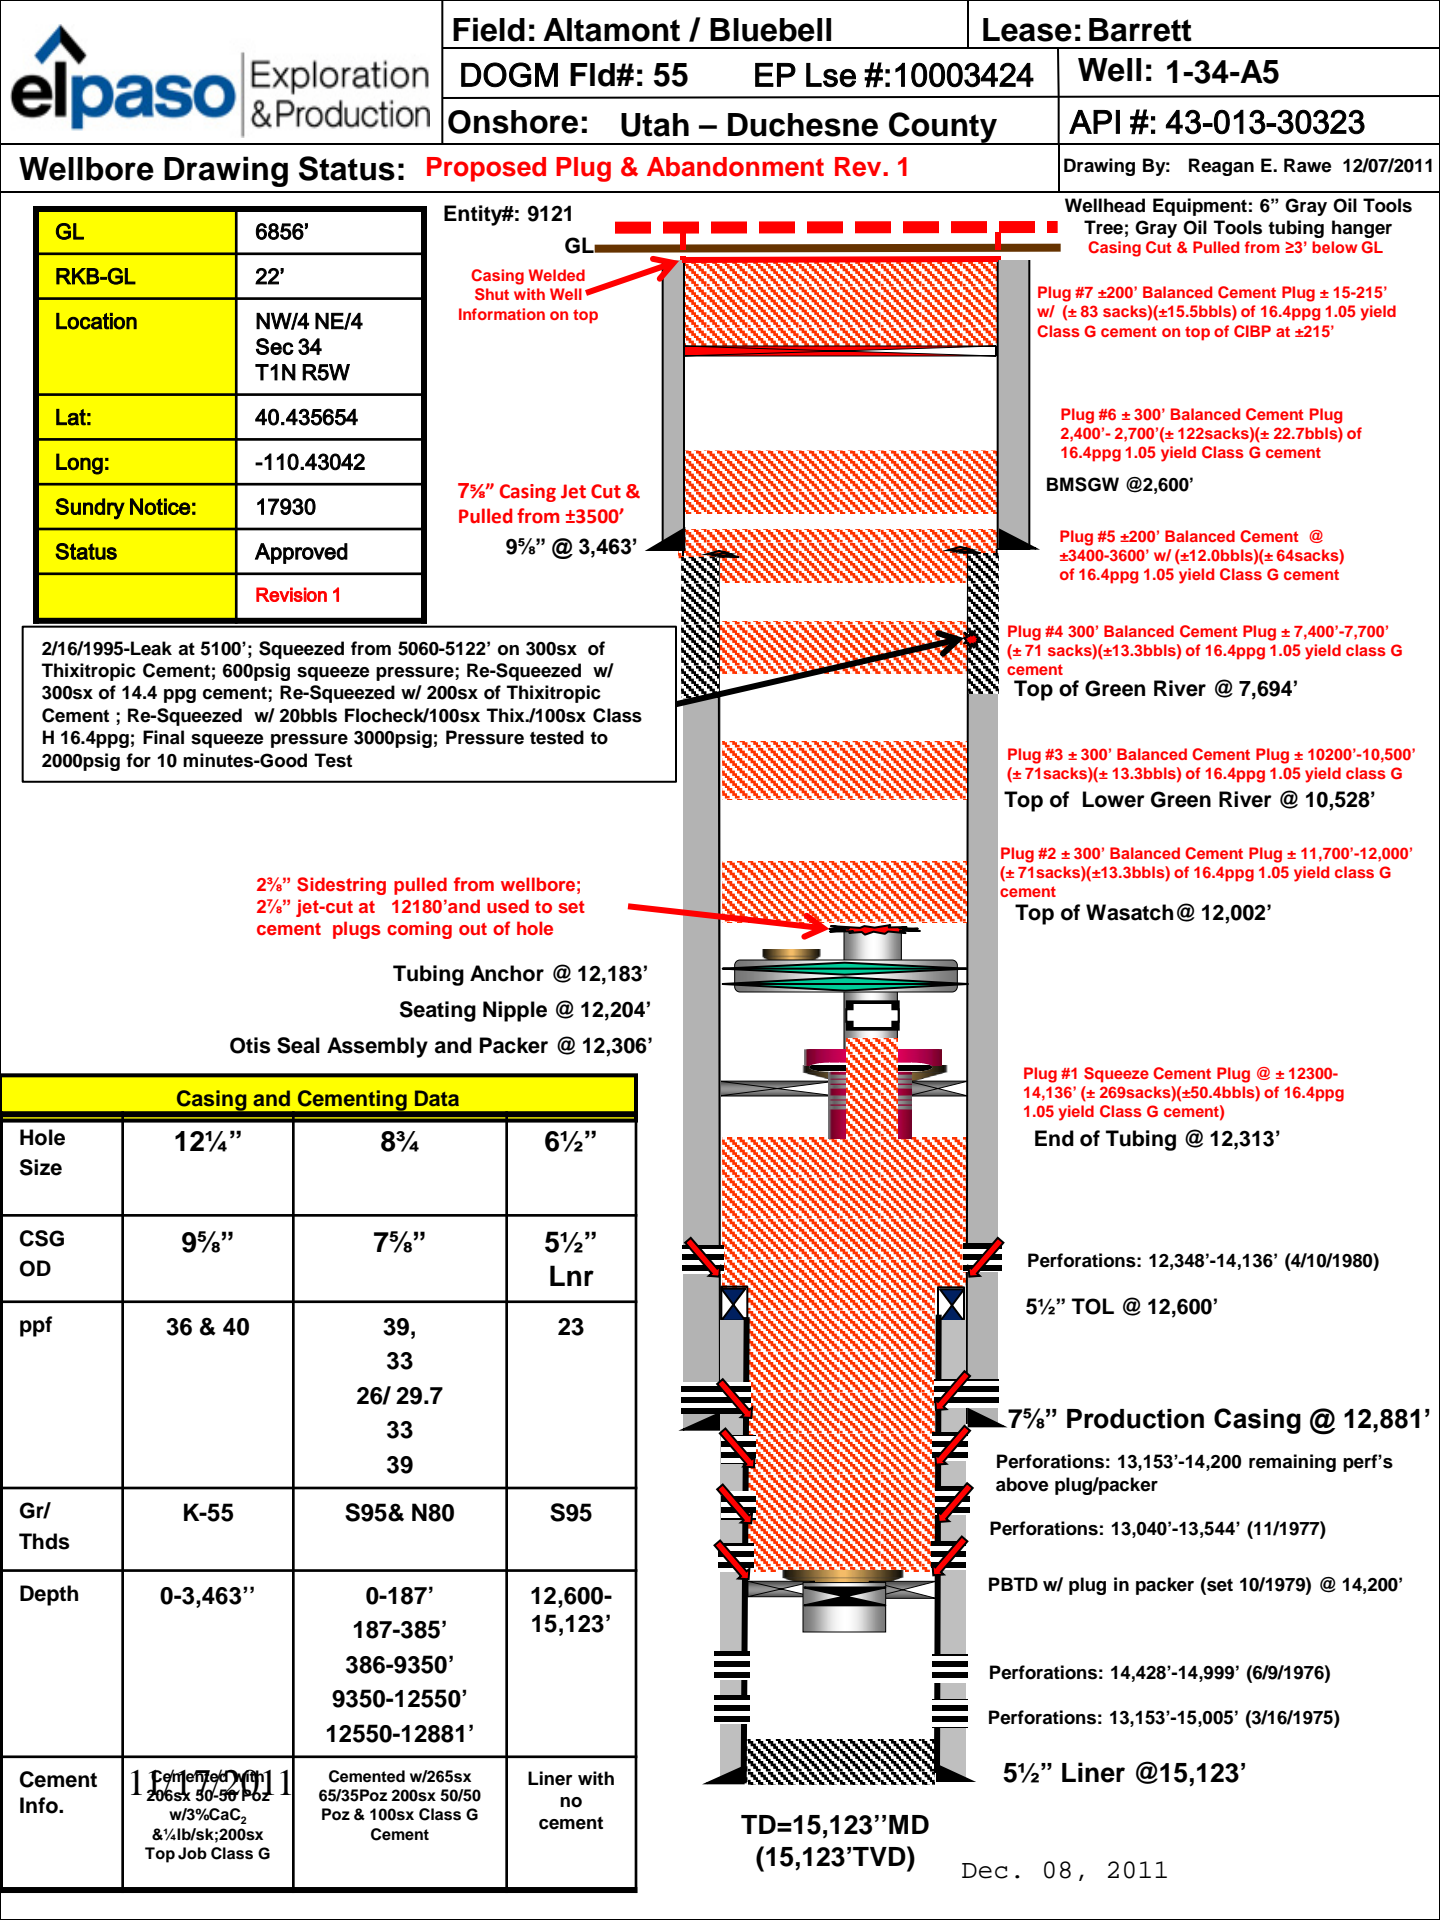 elpaso
Exploration
&Production
Field: Altamont / Bluebell
Lease: Barrett
DOGM Fld#: 55 EP Lse #:10003424
Well: 1-34-A5
Onshore: Utah – Duchesne County
API #: 43-013-30323
Wellbore Drawing Status: Proposed Plug & Abandonment Rev. 1
Drawing By: Reagan E. Rawe 12/07/2011
GL 6856’
RKB-GL 22’
Location NW/4 NE/4
Sec 34
T1N R5W
Lat: 40.435654
Long: -110.43042
Sundry Notice: 17930
Status Approved
Revision 1
Entity#: 9121
GL
Casing Welded
Shut with Well
Information on top
Wellhead Equipment: 6” Gray Oil Tools
Tree; Gray Oil Tools tubing hanger
Casing Cut & Pulled from ≥3’ below GL
Plug #7 ±200’ Balanced Cement Plug ± 15-215’
w/ (± 83 sacks)(±15.5bbls) of 16.4ppg 1.05 yield
Class G cement on top of CIBP at ±215’
Plug #6 ± 300’ Balanced Cement Plug
2,400’- 2,700’(± 122sacks)(± 22.7bbls) of
16.4ppg 1.05 yield Class G cement
BMSGW @2,600’
7⅝” Casing Jet Cut &
Pulled from ±3500’
9⅝” @ 3,463’
Plug #5 ±200’ Balanced Cement @
±3400-3600’ w/ (±12.0bbls)(± 64sacks)
of 16.4ppg 1.05 yield Class G cement
2/16/1995-Leak at 5100’; Squeezed from 5060-5122’ on 300sx of
Thixitropic Cement; 600psig squeeze pressure; Re-Squeezed w/
300sx of 14.4 ppg cement; Re-Squeezed w/ 200sx of Thixitropic
Cement ; Re-Squeezed w/ 20bbls Flocheck/100sx Thix./100sx Class
H 16.4ppg; Final squeeze pressure 3000psig; Pressure tested to
2000psig for 10 minutes-Good Test
Plug #4 300’ Balanced Cement Plug ± 7,400’-7,700’
(± 71 sacks)(±13.3bbls) of 16.4ppg 1.05 yield class G
cement
Top of Green River @ 7,694’
Plug #3 ± 300’ Balanced Cement Plug ± 10200’-10,500’
(± 71sacks)(± 13.3bbls) of 16.4ppg 1.05 yield class G
Top of Lower Green River @ 10,528’
Plug #2 ± 300’ Balanced Cement Plug ± 11,700’-12,000’
(± 71sacks)(±13.3bbls) of 16.4ppg 1.05 yield class G
cement
Top of Wasatch@ 12,002’
2⅜” Sidestring pulled from wellbore;
2⅞” jet-cut at 12180’and used to set
cement plugs coming out of hole
Tubing Anchor @ 12,183’
Seating Nipple @ 12,204’
Otis Seal Assembly and Packer @ 12,306’
Plug #1 Squeeze Cement Plug @ ± 12300-
14,136’ (± 269sacks)(±50.4bbls) of 16.4ppg
1.05 yield Class G cement)
End of Tubing @ 12,313’
Perforations: 12,348’-14,136’ (4/10/1980)
5½” TOL @ 12,600’
7⅝” Production Casing @ 12,881’
Perforations: 13,153’-14,200 remaining perf’s
above plug/packer
Perforations: 13,040’-13,544’ (11/1977)
PBTD w/ plug in packer (set 10/1979) @ 14,200’
Perforations: 14,428’-14,999’ (6/9/1976)
Perforations: 13,153’-15,005’ (3/16/1975)
5½” Liner @15,123’
TD=15,123’’MD
(15,123’TVD)
Casing and Cementing Data
Hole
Size
12¼” 8¾ 6½”
CSG
OD
9⅝” 7⅝” 5½”
Lnr
ppf 36 & 40 39, 23
33
26/ 29.7
33
39
Gr/
Thds
K-55 S95& N80 S95
Depth 0-3,463’’ 0-187’
187-385’
386-9350’
9350-12550’
12550-12881’
12,600-
15,123’
Cement
Info.
Cemented with
206sx 50-50 Poz
w/3%CaC2
&¼lb/sk;200sx
Top Job Class G
11/17/2011
Cemented w/265sx
65/35Poz 200sx 50/50
Poz & 100sx Class G
Cement
Liner with
no
cement
Dec. 08, 2011